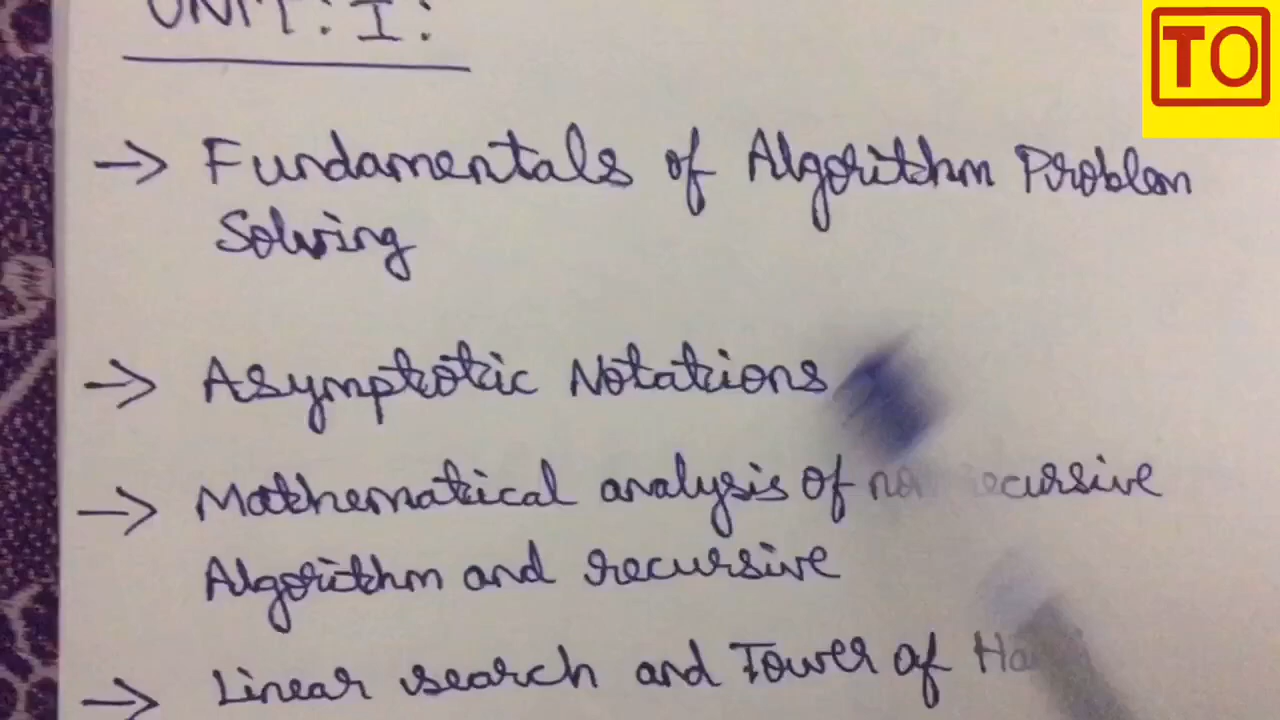 UNIT: I:
TO
→ Fundamentals of Algorithm Problem
Solving
→ Asymptotic Notations
→ Mathematical analysis of recursive
Algorithm and recursive
→ Linear search and Tower of